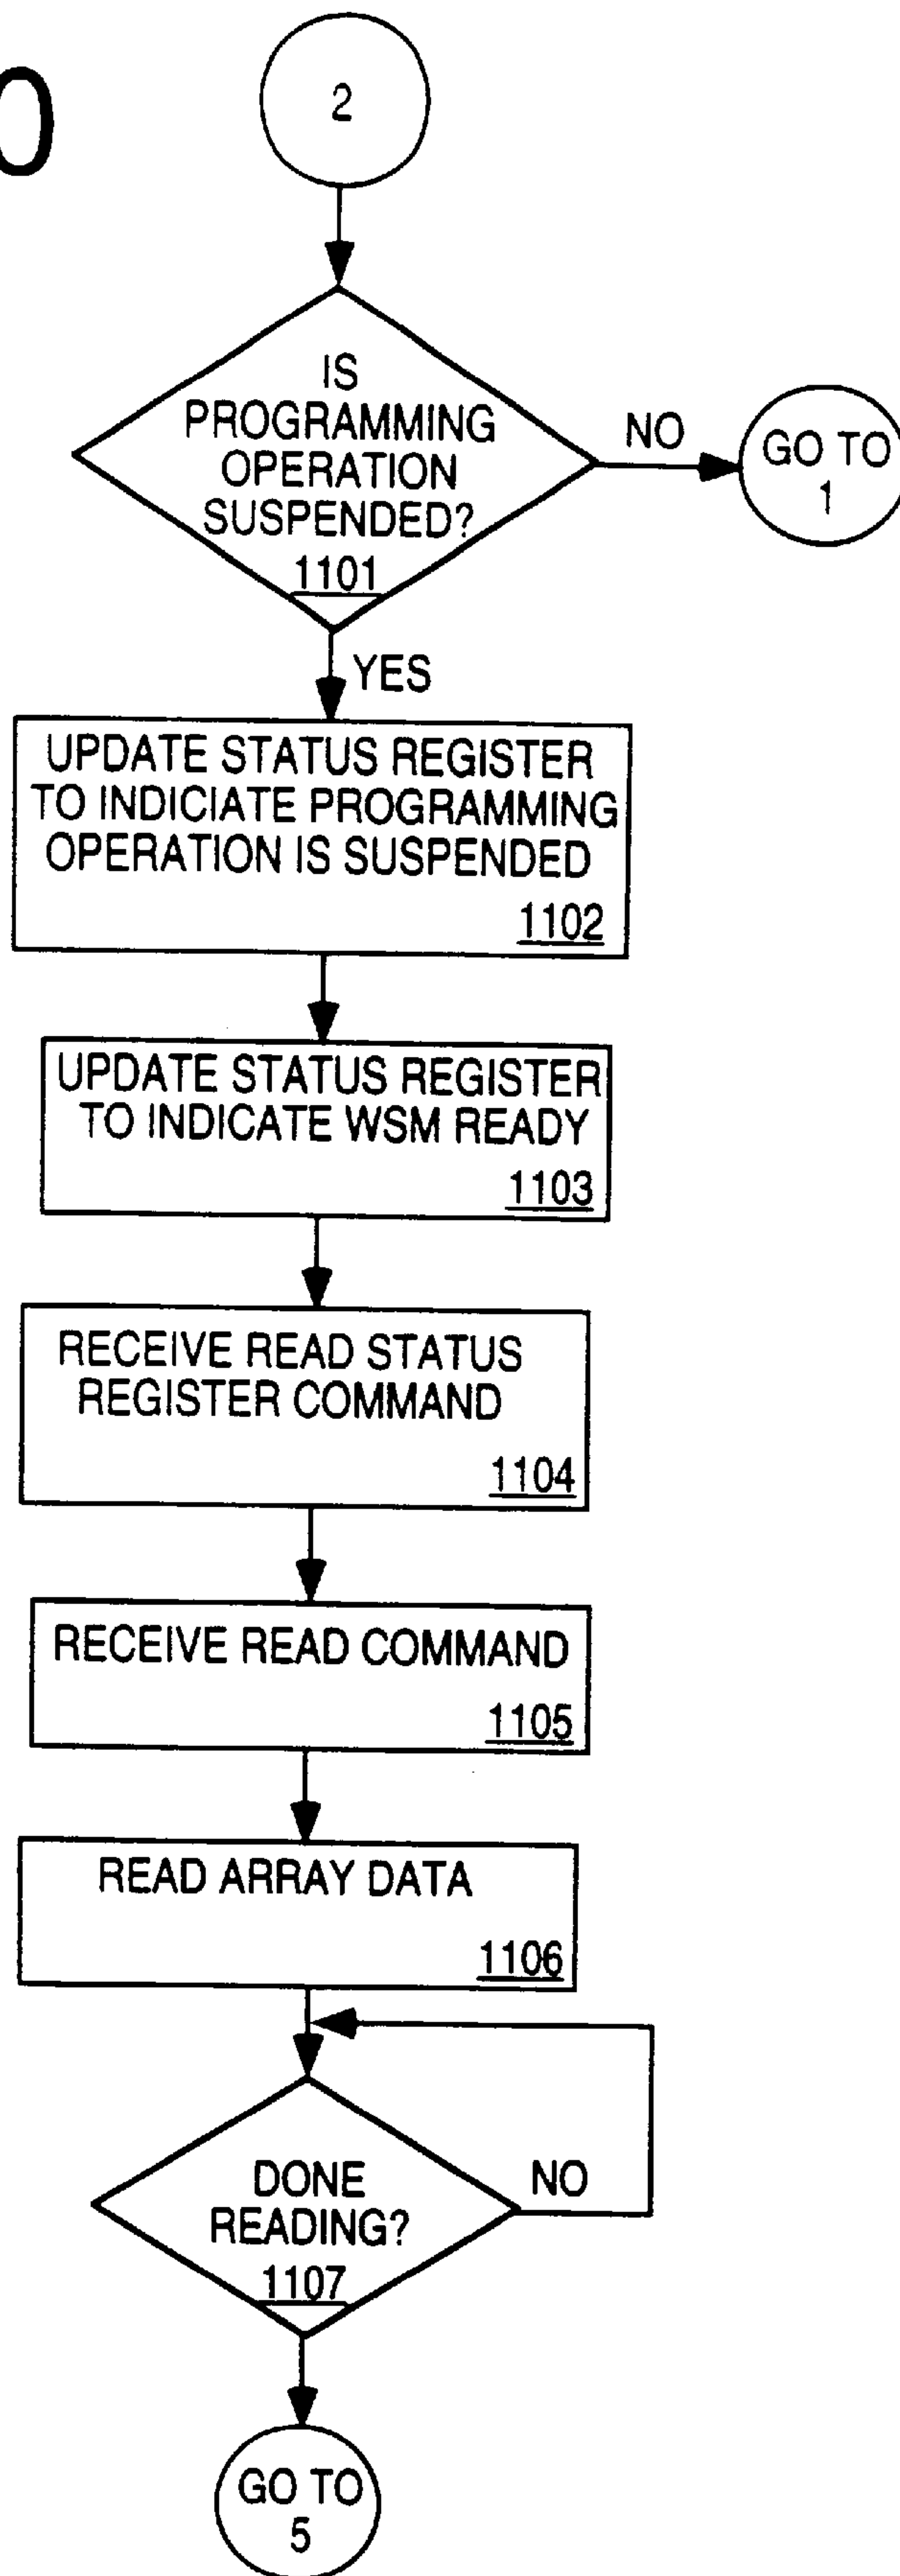 0
2
IS
PROGRAMMING
OPERATION
SUSPENDED?
1101
NO
GO TO
1
YES
UPDATE STATUS REGISTER
TO INDICIATE PROGRAMMING
OPERATION IS SUSPENDED
1102
UPDATE STATUS REGISTER
TO INDICATE WSM READY
1103
RECEIVE READ STATUS
REGISTER COMMAND
1104
RECEIVE READ COMMAND
1105
READ ARRAY DATA
1106
DONE
READING?
1107
NO
GO TO
5